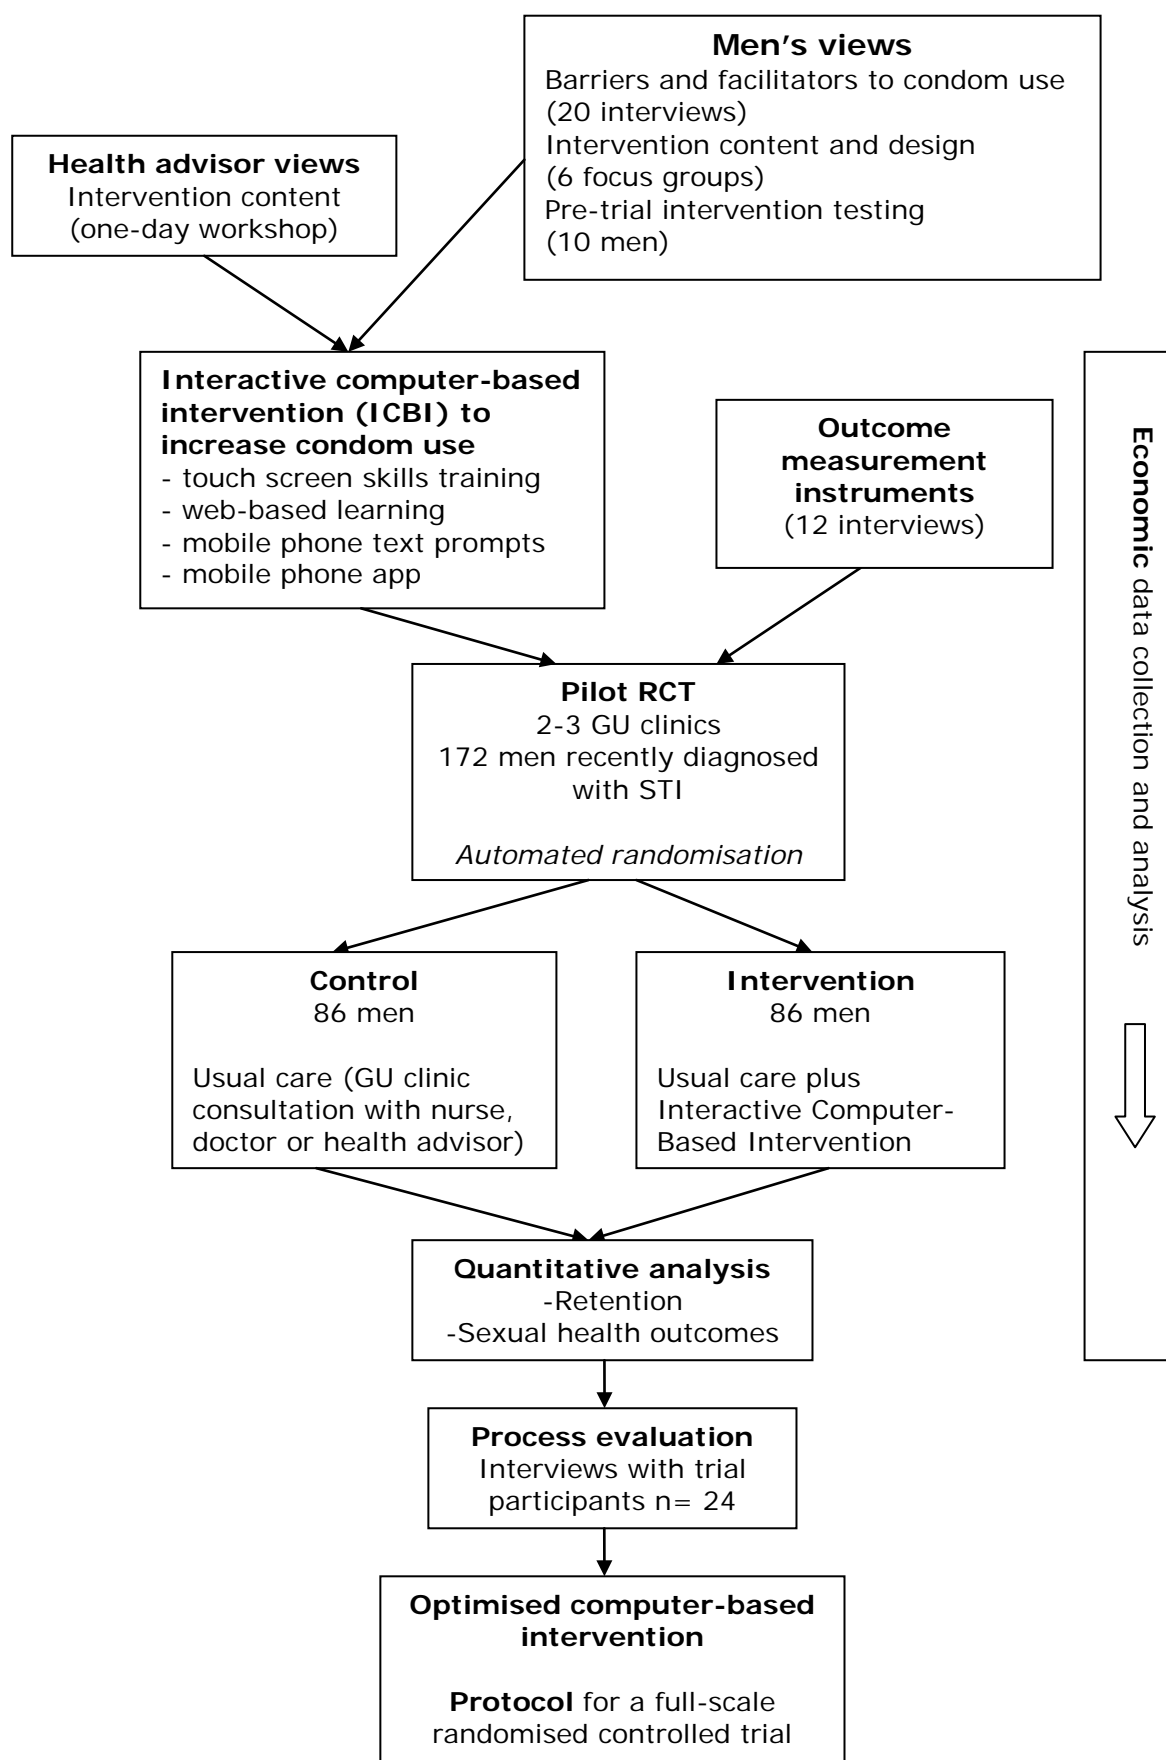 Men's views
Barriers and facilitators to condom use
(20 interviews)
Intervention content and design
(6 focus groups)
Pre-trial intervention testing
(10 men)
Health advisor views
Intervention content
(one-day workshop)
Interactive computer-based
intervention (ICBI) to
increase condom use
- touch screen skills training
- web-based learning
- mobile phone text prompts
- mobile phone app
Outcome
measurement
instruments
(12 interviews)
Economic data collection and analysis
Pilot RCT
2-3 GU clinics
172 men recently diagnosed
with STI
Automated randomisation
Control
86 men
Usual care (GU clinic
consultation with nurse,
doctor or health advisor)
Intervention
86 men
Usual care plus
Interactive Computer-
Based Intervention
Quantitative analysis
-Retention
-Sexual health outcomes
Process evaluation
Interviews with trial
participants n= 24
Optimised computer-based
intervention
Protocol for a full-scale
randomised controlled trial